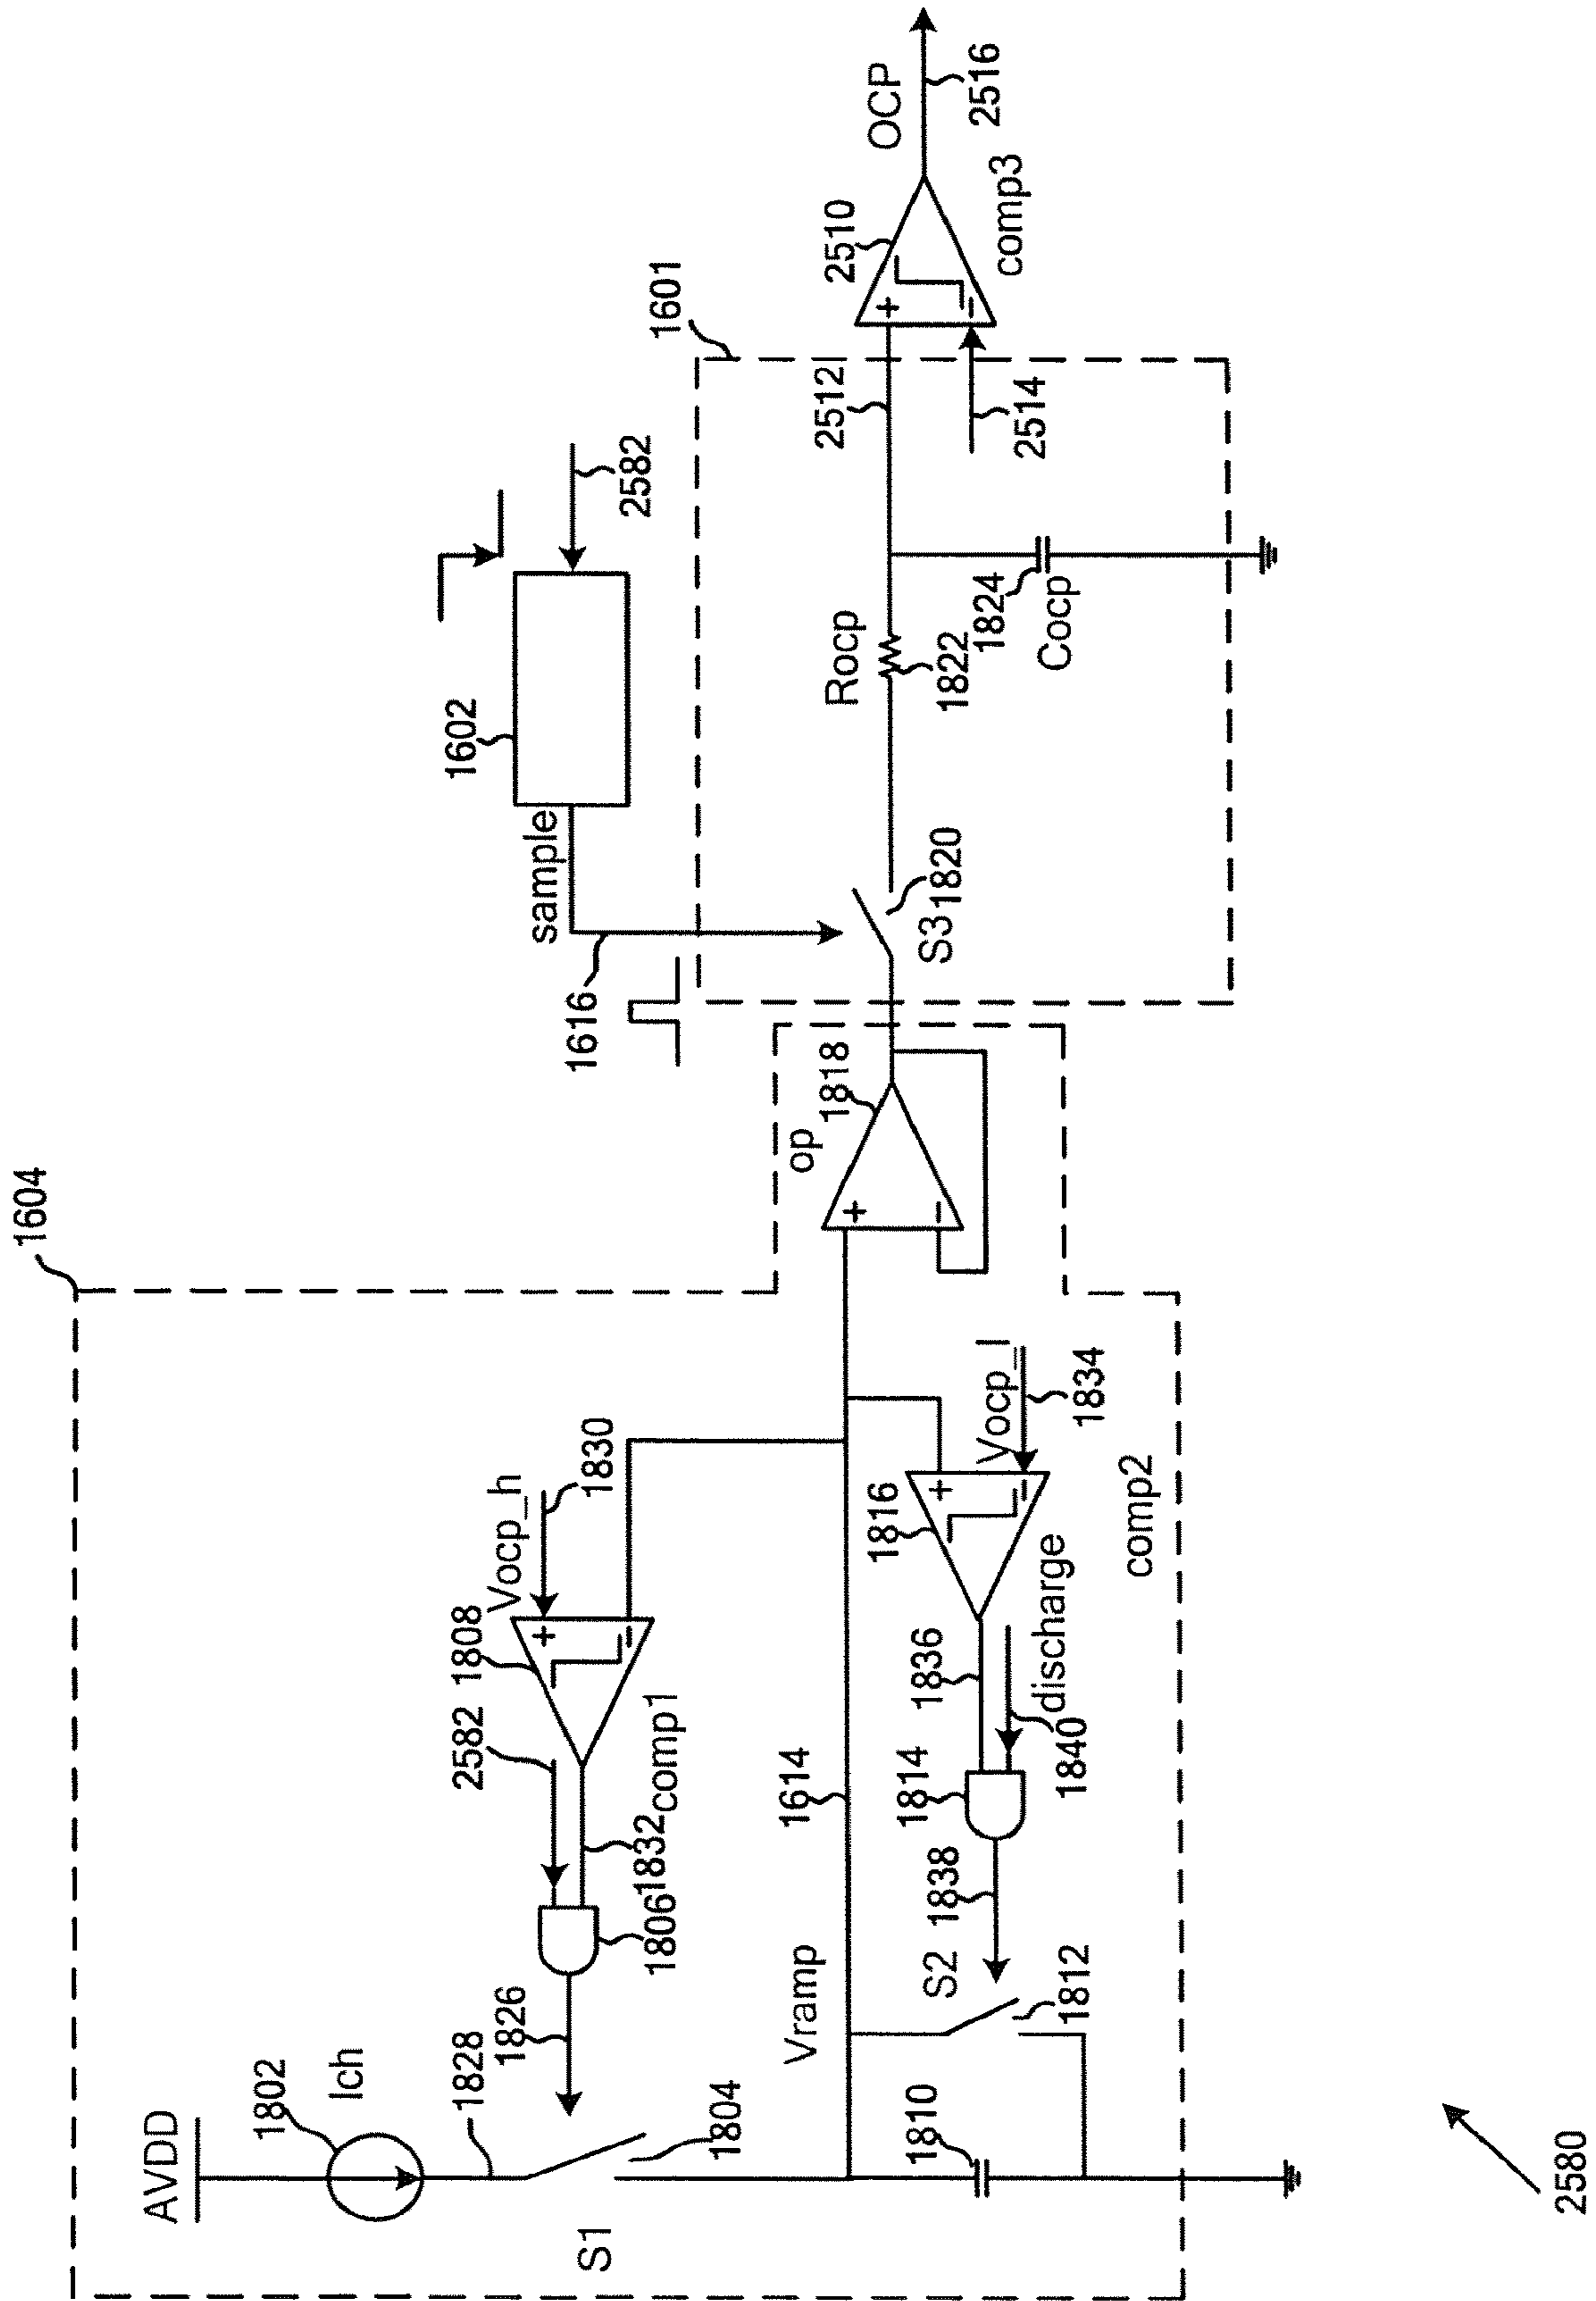 1604
AVDD
1802
Ich
1828
1826
S1
1804
1806
1832
2582
comp1
1808
Vocp_h
1830
Vramp
1614
1810
S2
1812
1838
1814
1836
1840
discharge
1816
Vocp_l
1834
comp2
op
1818
1616
sample
1602
2582
1601
S3
1820
Rocp
1822
1824
Cocp
2512
2514
2510
comp3
OCP
2516
2580
+
-
+
-
+
-
+
-